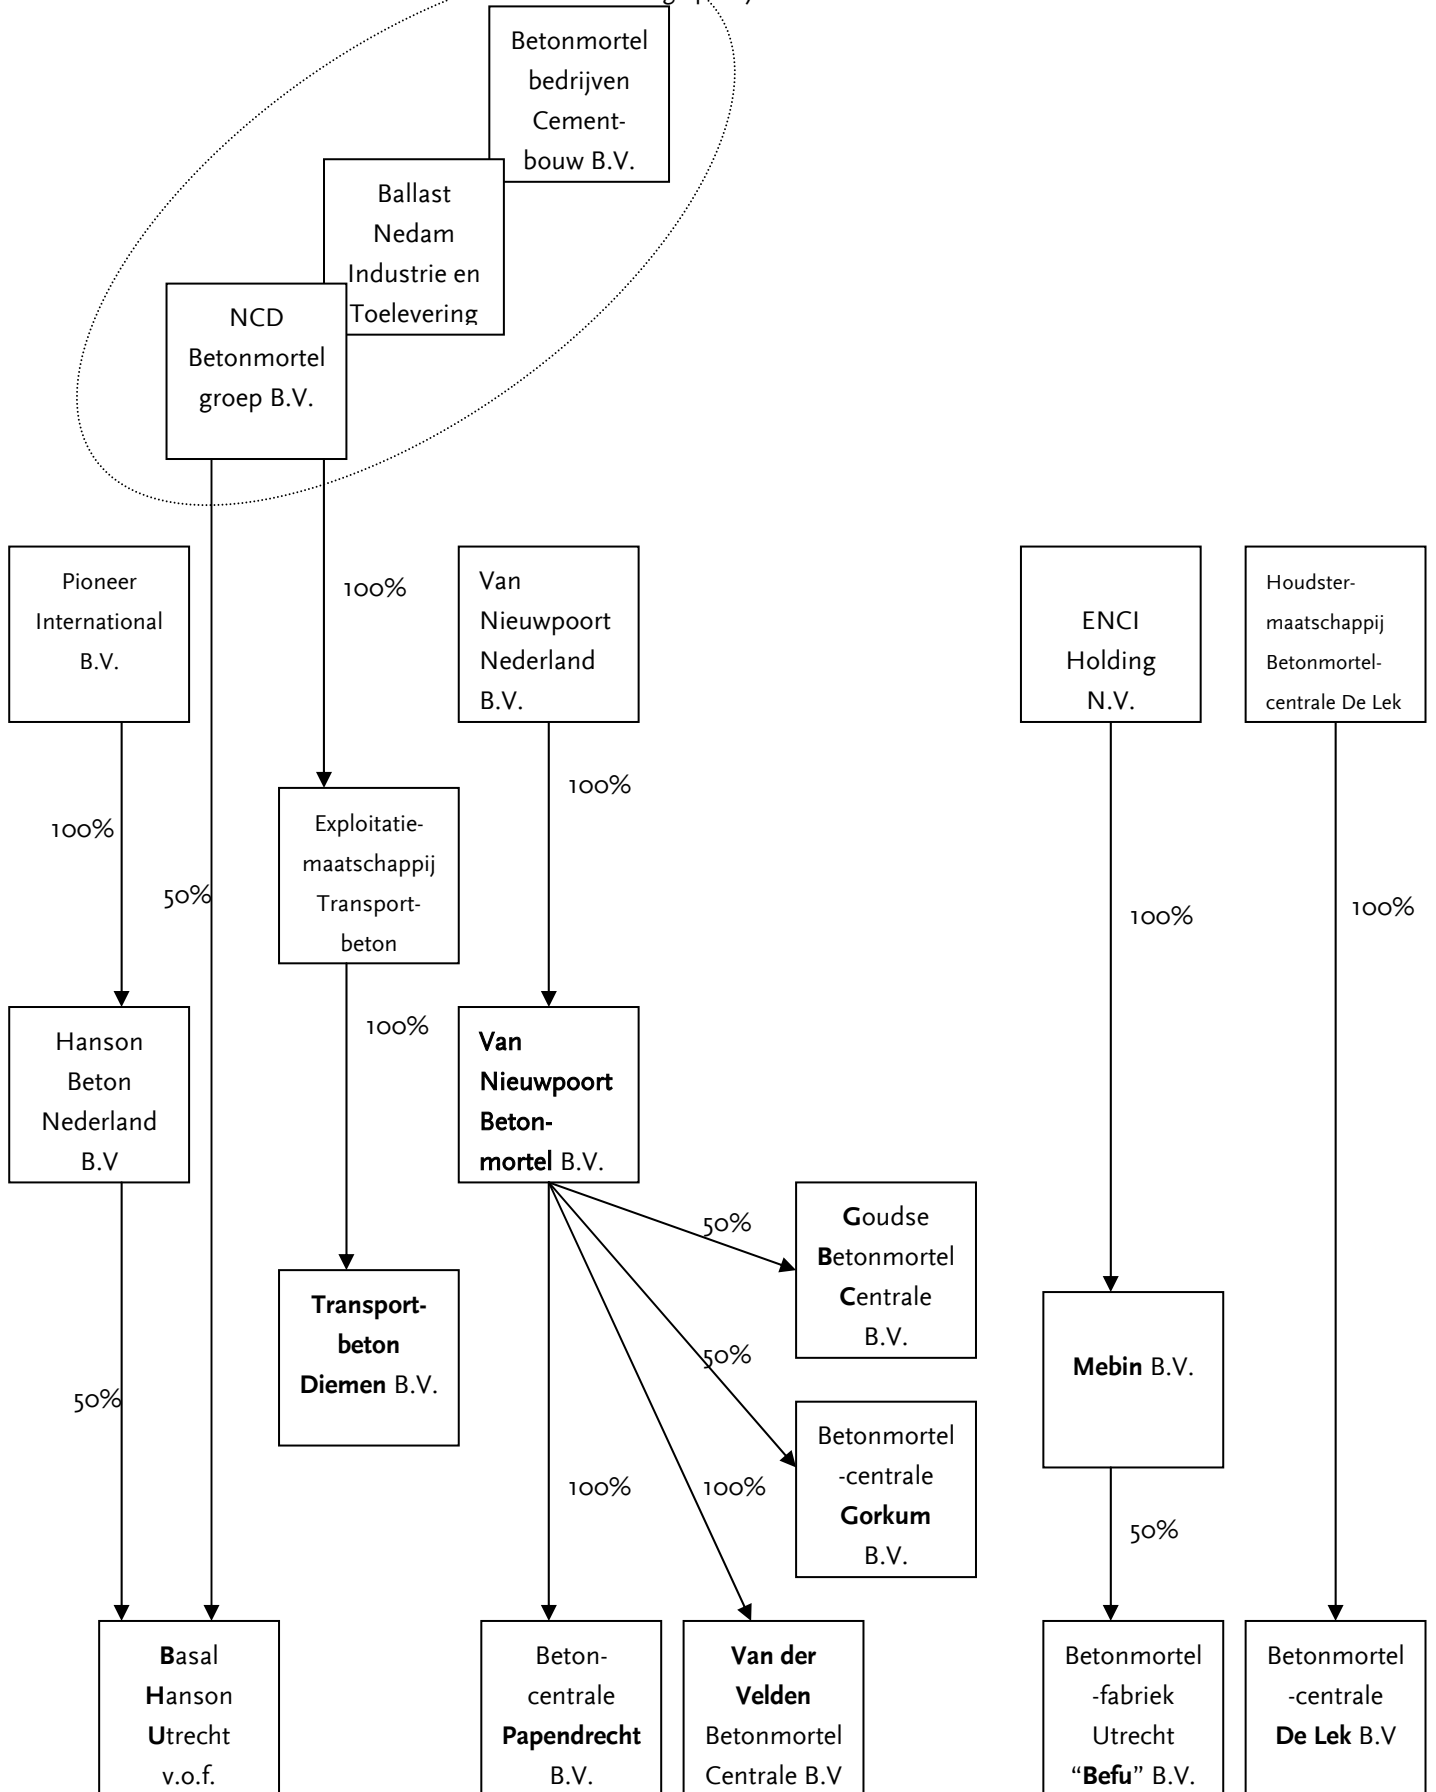 Betonmortel
bedrijven
Cement-
bouw B.V.
Ballast
Nedam
Industrie en
Toelevering
NCD
Betonmortel
groep B.V.
Pioneer
International
B.V.
100%
Van
Nieuwpoort
Nederland
B.V.
ENCI
Holding
N.V.
Houdster-
maatschappij
Betonmortel-
centrale De Lek
100%
100%
50%
Exploitatie-
maatschappij
Transport-
beton
100%
100%
Hanson
Beton
Nederland
B.V
100%
Van
Nieuwpoort
Beton-
mortel B.V.
50%
Goudse
Betonmortel
Centrale
B.V.
Transport-
beton
Diemen B.V.
50%
Mebin B.V.
50%
Betonmortel
-centrale
Gorkum
B.V.
100%
100%
50%
Basal
Hanson
Utrecht
v.o.f.
Beton-
centrale
Papendrecht
B.V.
Van der
Velden
Betonmortel
Centrale B.V
Betonmortel
-fabriek
Utrecht
“Befu” B.V.
Betonmortel
-centrale
De Lek B.V